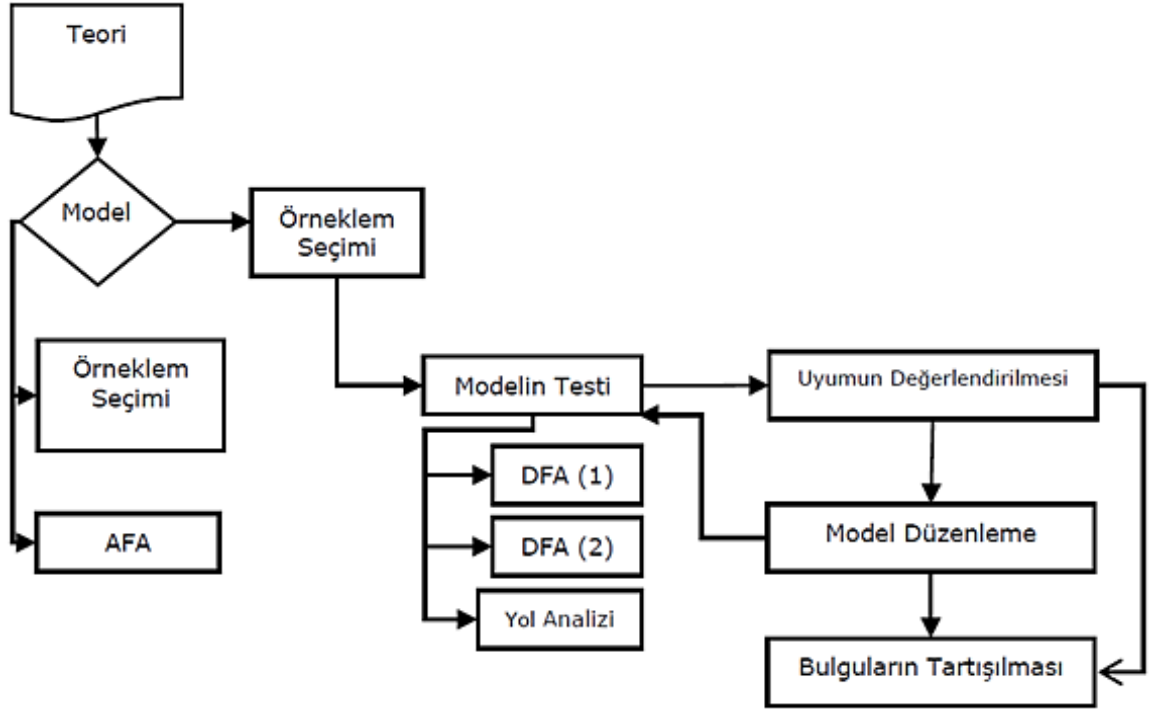 Teori
Model
Örneklem
Seçimi
Örneklem
Seçimi
AFA
Modelin Testi
DFA (1)
DFA (2)
Yol Analizi
Uyumun Değerlendirilmesi
Model Düzenleme
Bulguların Tartışılması